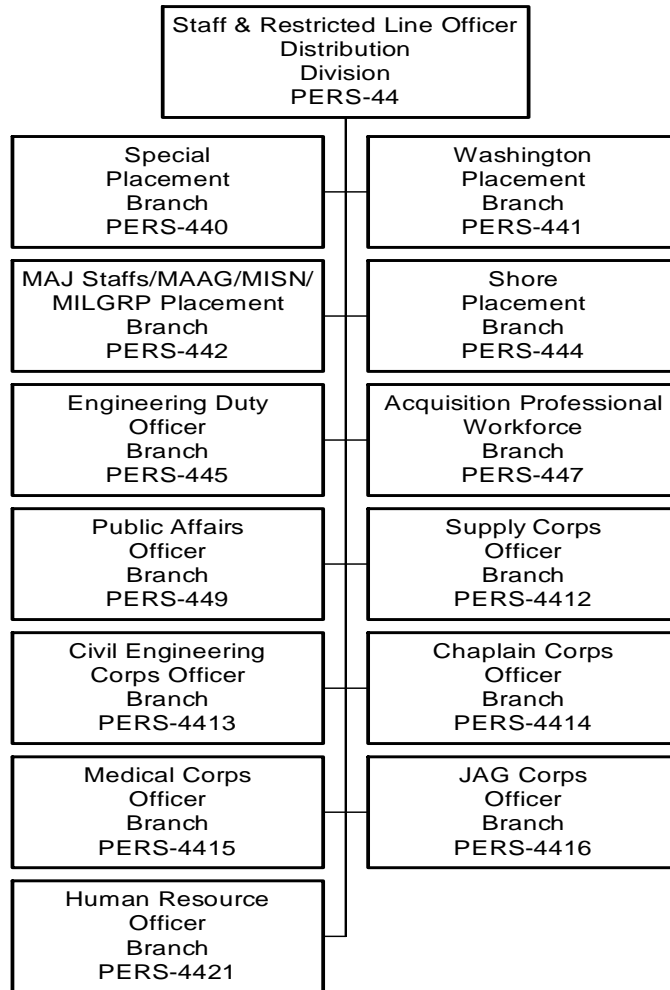 Staff & Restricted Line Officer
Distribution
Division
PERS-44
Special
Placement
Branch
PERS-440
Washington
Placement
Branch
PERS-441
MAJ Staffs/MAAG/MISN/
MILGRP Placement
Branch
PERS-442
Shore
Placement
Branch
PERS-444
Engineering Duty
Officer
Branch
PERS-445
Acquisition Professional
Workforce
Branch
PERS-447
Public Affairs
Officer
Branch
PERS-449
Supply Corps
Officer
Branch
PERS-4412
Civil Engineering
Corps Officer
Branch
PERS-4413
Chaplain Corps
Officer
Branch
PERS-4414
Medical Corps
Officer
Branch
PERS-4415
JAG Corps
Officer
Branch
PERS-4416
Human Resource
Officer
Branch
PERS-4421